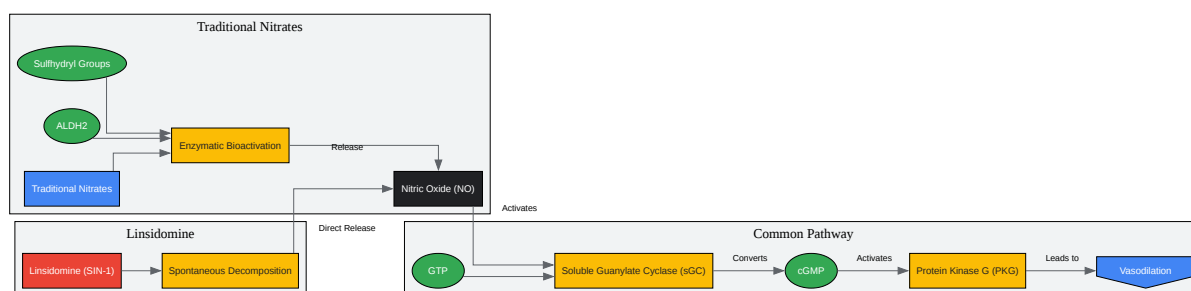 Traditional Nitrates
Sulfhydryl Groups
ALDH2
Enzymatic Bioactivation
Release
Traditional Nitrates
Nitric Oxide (NO)
Activates
Linsidomine
Direct Release
Common Pathway
Linsidomine (SIN-1)
Spontaneous Decomposition
GTP
Soluble Guanylate Cyclase (sGC)
Converts
cGMP
Activates
Protein Kinase G (PKG)
Leads to
Vasodilation